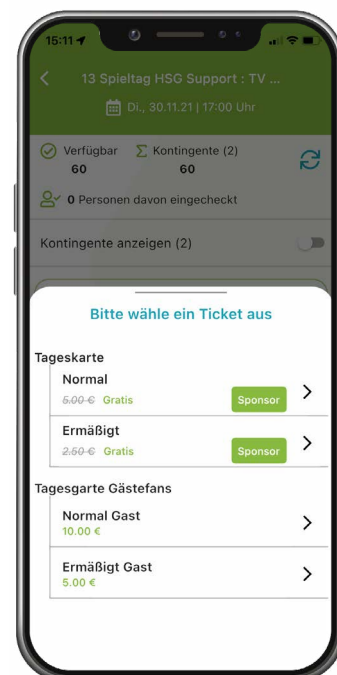 15:11
13 Spieltag HSG Support : TV ...
Di., 30.11.21 | 17:00 Uhr
Verfügbar
60
Σ Kontingente (2)
60
0 Personen davon eingecheckt
Kontingente anzeigen (2)
Bitte wähle ein Ticket aus
Tageskarte
Normal
5.00 € Gratis
Sponsor
Ermäßigt
2.50 € Gratis
Sponsor
Tagesgarte Gästefans
Normal Gast
10.00 €
Ermäßigt Gast
5.00 €